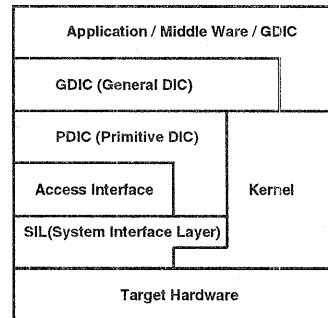 Application / Middle Ware / GDIC
GDIC (General DIC)
PDIC (Primitive DIC)
Access Interface
Kernel
SIL(System Interface Layer)
Target Hardware